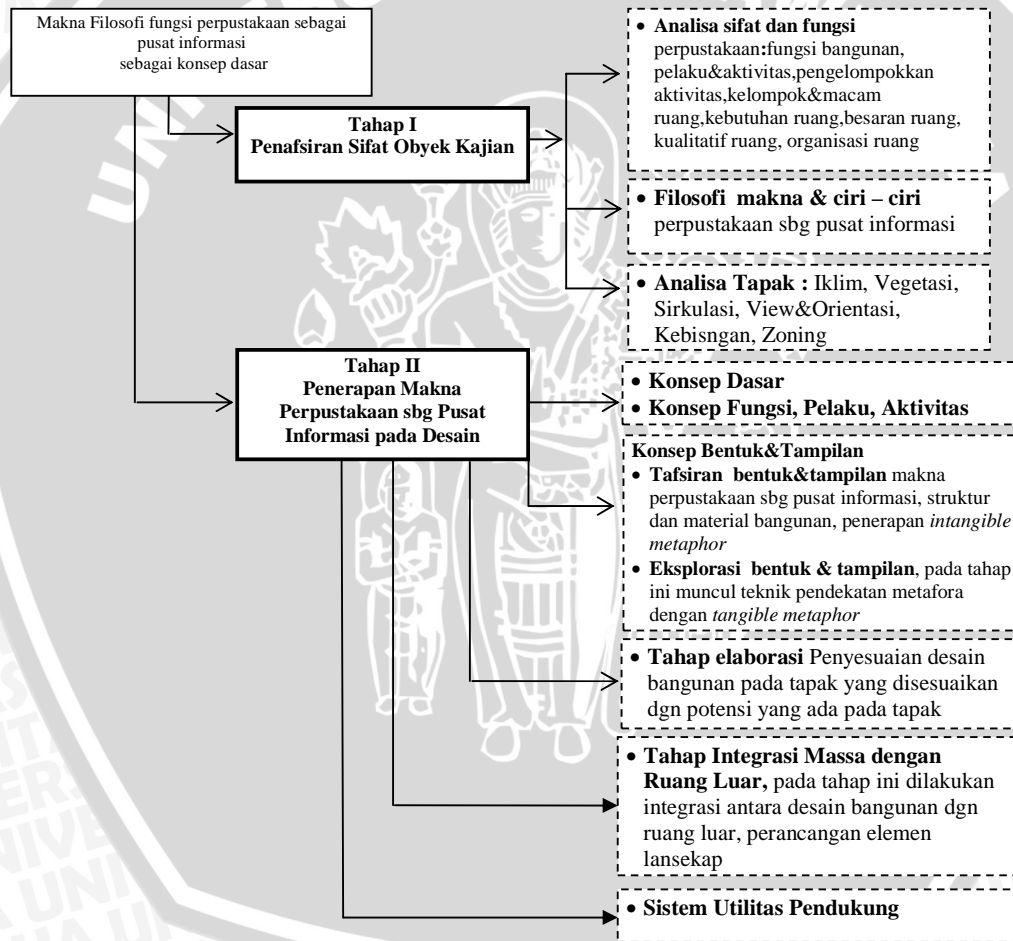 Makna Filosofi fungsi perpustakaan sebagai
pusat informasi
sebagai konsep dasar
Tahap I
Penafsiran Sifat Obyek Kajian
• Analisa sifat dan fungsi
perpustakaan:fungsi bangunan,
pelaku&aktivitas,pengelompokkan
aktivitas,kelompok&macam
ruang,kebutuhan ruang,besaran ruang,
kualitatif ruang, organisasi ruang
• Filosofi makna & ciri – ciri
perpustakaan sbg pusat informasi
• Analisa Tapak : Iklim, Vegetasi,
Sirkulasi, View&Orientasi,
Kebisngan, Zoning
Tahap II
Penerapan Makna
Perpustakaan sbg Pusat
Informasi pada Desain
• Konsep Dasar
• Konsep Fungsi, Pelaku, Aktivitas
Konsep Bentuk&Tampilan
• Tafsiran bentuk&tampilan makna
perpustakaan sbg pusat informasi, struktur
dan material bangunan, penerapan intangible
metaphor
• Eksplorasi bentuk & tampilan, pada tahap
ini muncul teknik pendekatan metafora
dengan tangible metaphor
• Tahap elaborasi Penyesuaian desain
bangunan pada tapak yang disesuaikan
dgn potensi yang ada pada tapak
• Tahap Integrasi Massa dengan
Ruang Luar, pada tahap ini dilakukan
integrasi antara desain bangunan dgn
ruang luar, perancangan elemen
lansekap
• Sistem Utilitas Pendukung